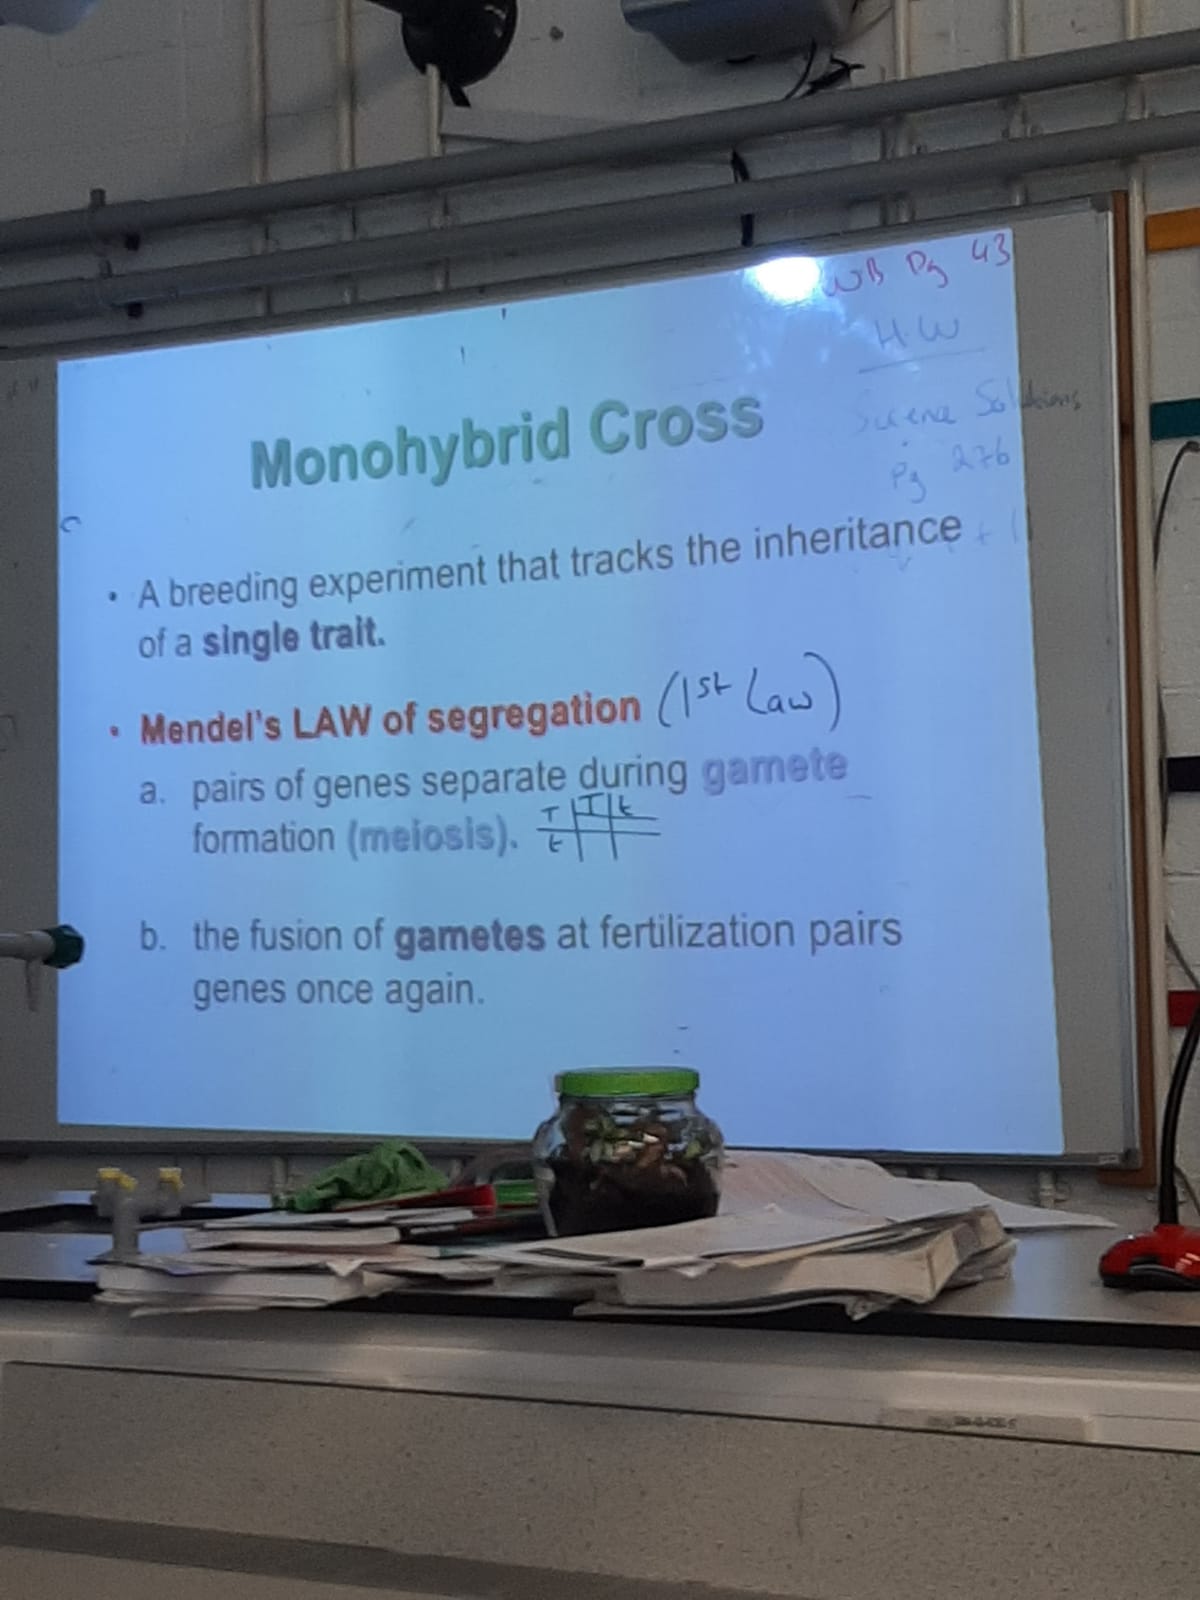 WB Pg 43
H.W
Science Solutions
Pg 276
Monohybrid Cross
• A breeding experiment that tracks the inheritance
of a single trait.
• Mendel's LAW of segregation (1st Law)
a. pairs of genes separate during gamete
formation (meiosis).
T t
T
t
b. the fusion of gametes at fertilization pairs
genes once again.